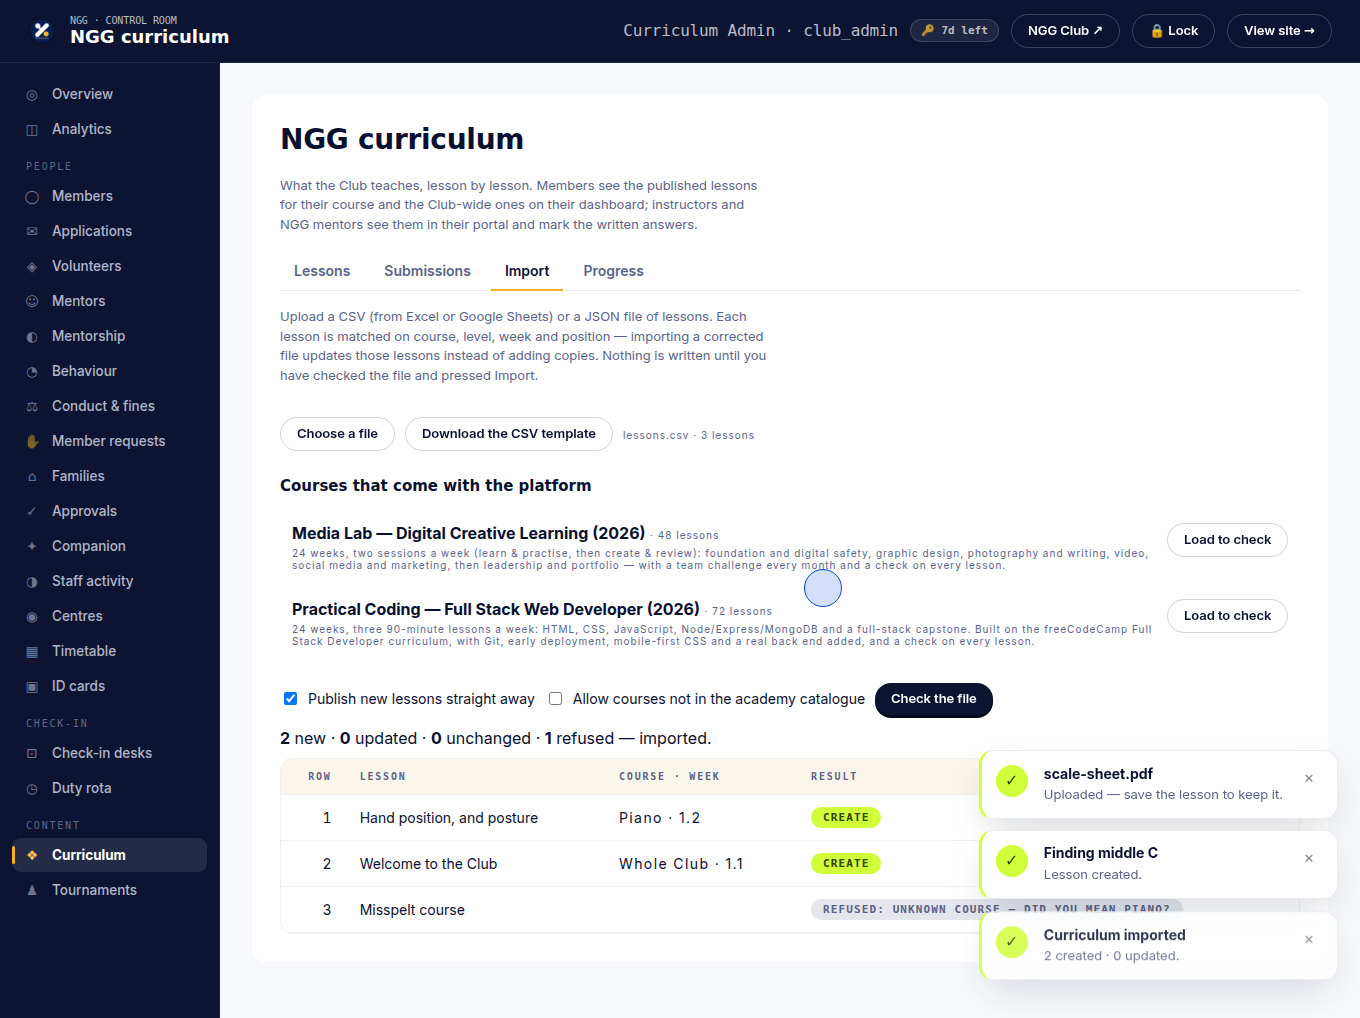 NGG · CONTROL ROOM
NGG curriculum
Curriculum Admin · club_admin
7d left
NGG Club ↗
Lock
View site →
Overview
Analytics
PEOPLE
Members
Applications
Volunteers
Mentors
Mentorship
Behaviour
Conduct & fines
Member requests
Families
Approvals
Companion
Staff activity
Centres
Timetable
ID cards
CHECK-IN
Check-in desks
Duty rota
CONTENT
Curriculum
Tournaments
NGG curriculum
What the Club teaches, lesson by lesson. Members see the published lessons
for their course and the Club-wide ones on their dashboard; instructors and
NGG mentors see them in their portal and mark the written answers.
Lessons Submissions Import Progress
Upload a CSV (from Excel or Google Sheets) or a JSON file of lessons. Each
lesson is matched on course, level, week and position — importing a corrected
file updates those lessons instead of adding copies. Nothing is written until you
have checked the file and pressed Import.
Choose a file Download the CSV template lessons.csv · 3 lessons
Courses that come with the platform
Media Lab — Digital Creative Learning (2026) · 48 lessons
24 weeks, two sessions a week (learn & practise, then create & review): foundation and digital safety, graphic design, photography and writing, video,
social media and marketing, then leadership and portfolio — with a team challenge every month and a check on every lesson.
Load to check
Practical Coding — Full Stack Web Developer (2026) · 72 lessons
24 weeks, three 90-minute lessons a week: HTML, CSS, JavaScript, Node/Express/MongoDB and a full-stack capstone. Built on the freeCodeCamp Full
Stack Developer curriculum, with Git, early deployment, mobile-first CSS and a real back end added, and a check on every lesson.
Load to check
Publish new lessons straight away Allow courses not in the academy catalogue Check the file
2 new · 0 updated · 0 unchanged · 1 refused — imported.
ROW LESSON COURSE · WEEK RESULT
1 Hand position, and posture Piano · 1.2 CREATE
2 Welcome to the Club Whole Club · 1.1 CREATE
3 Misspelt course REFUSED: UNKNOWN COURSE — DID YOU MEAN PIANO?
scale-sheet.pdf
Uploaded — save the lesson to keep it.
Finding middle C
Lesson created.
Curriculum imported
2 created · 0 updated.